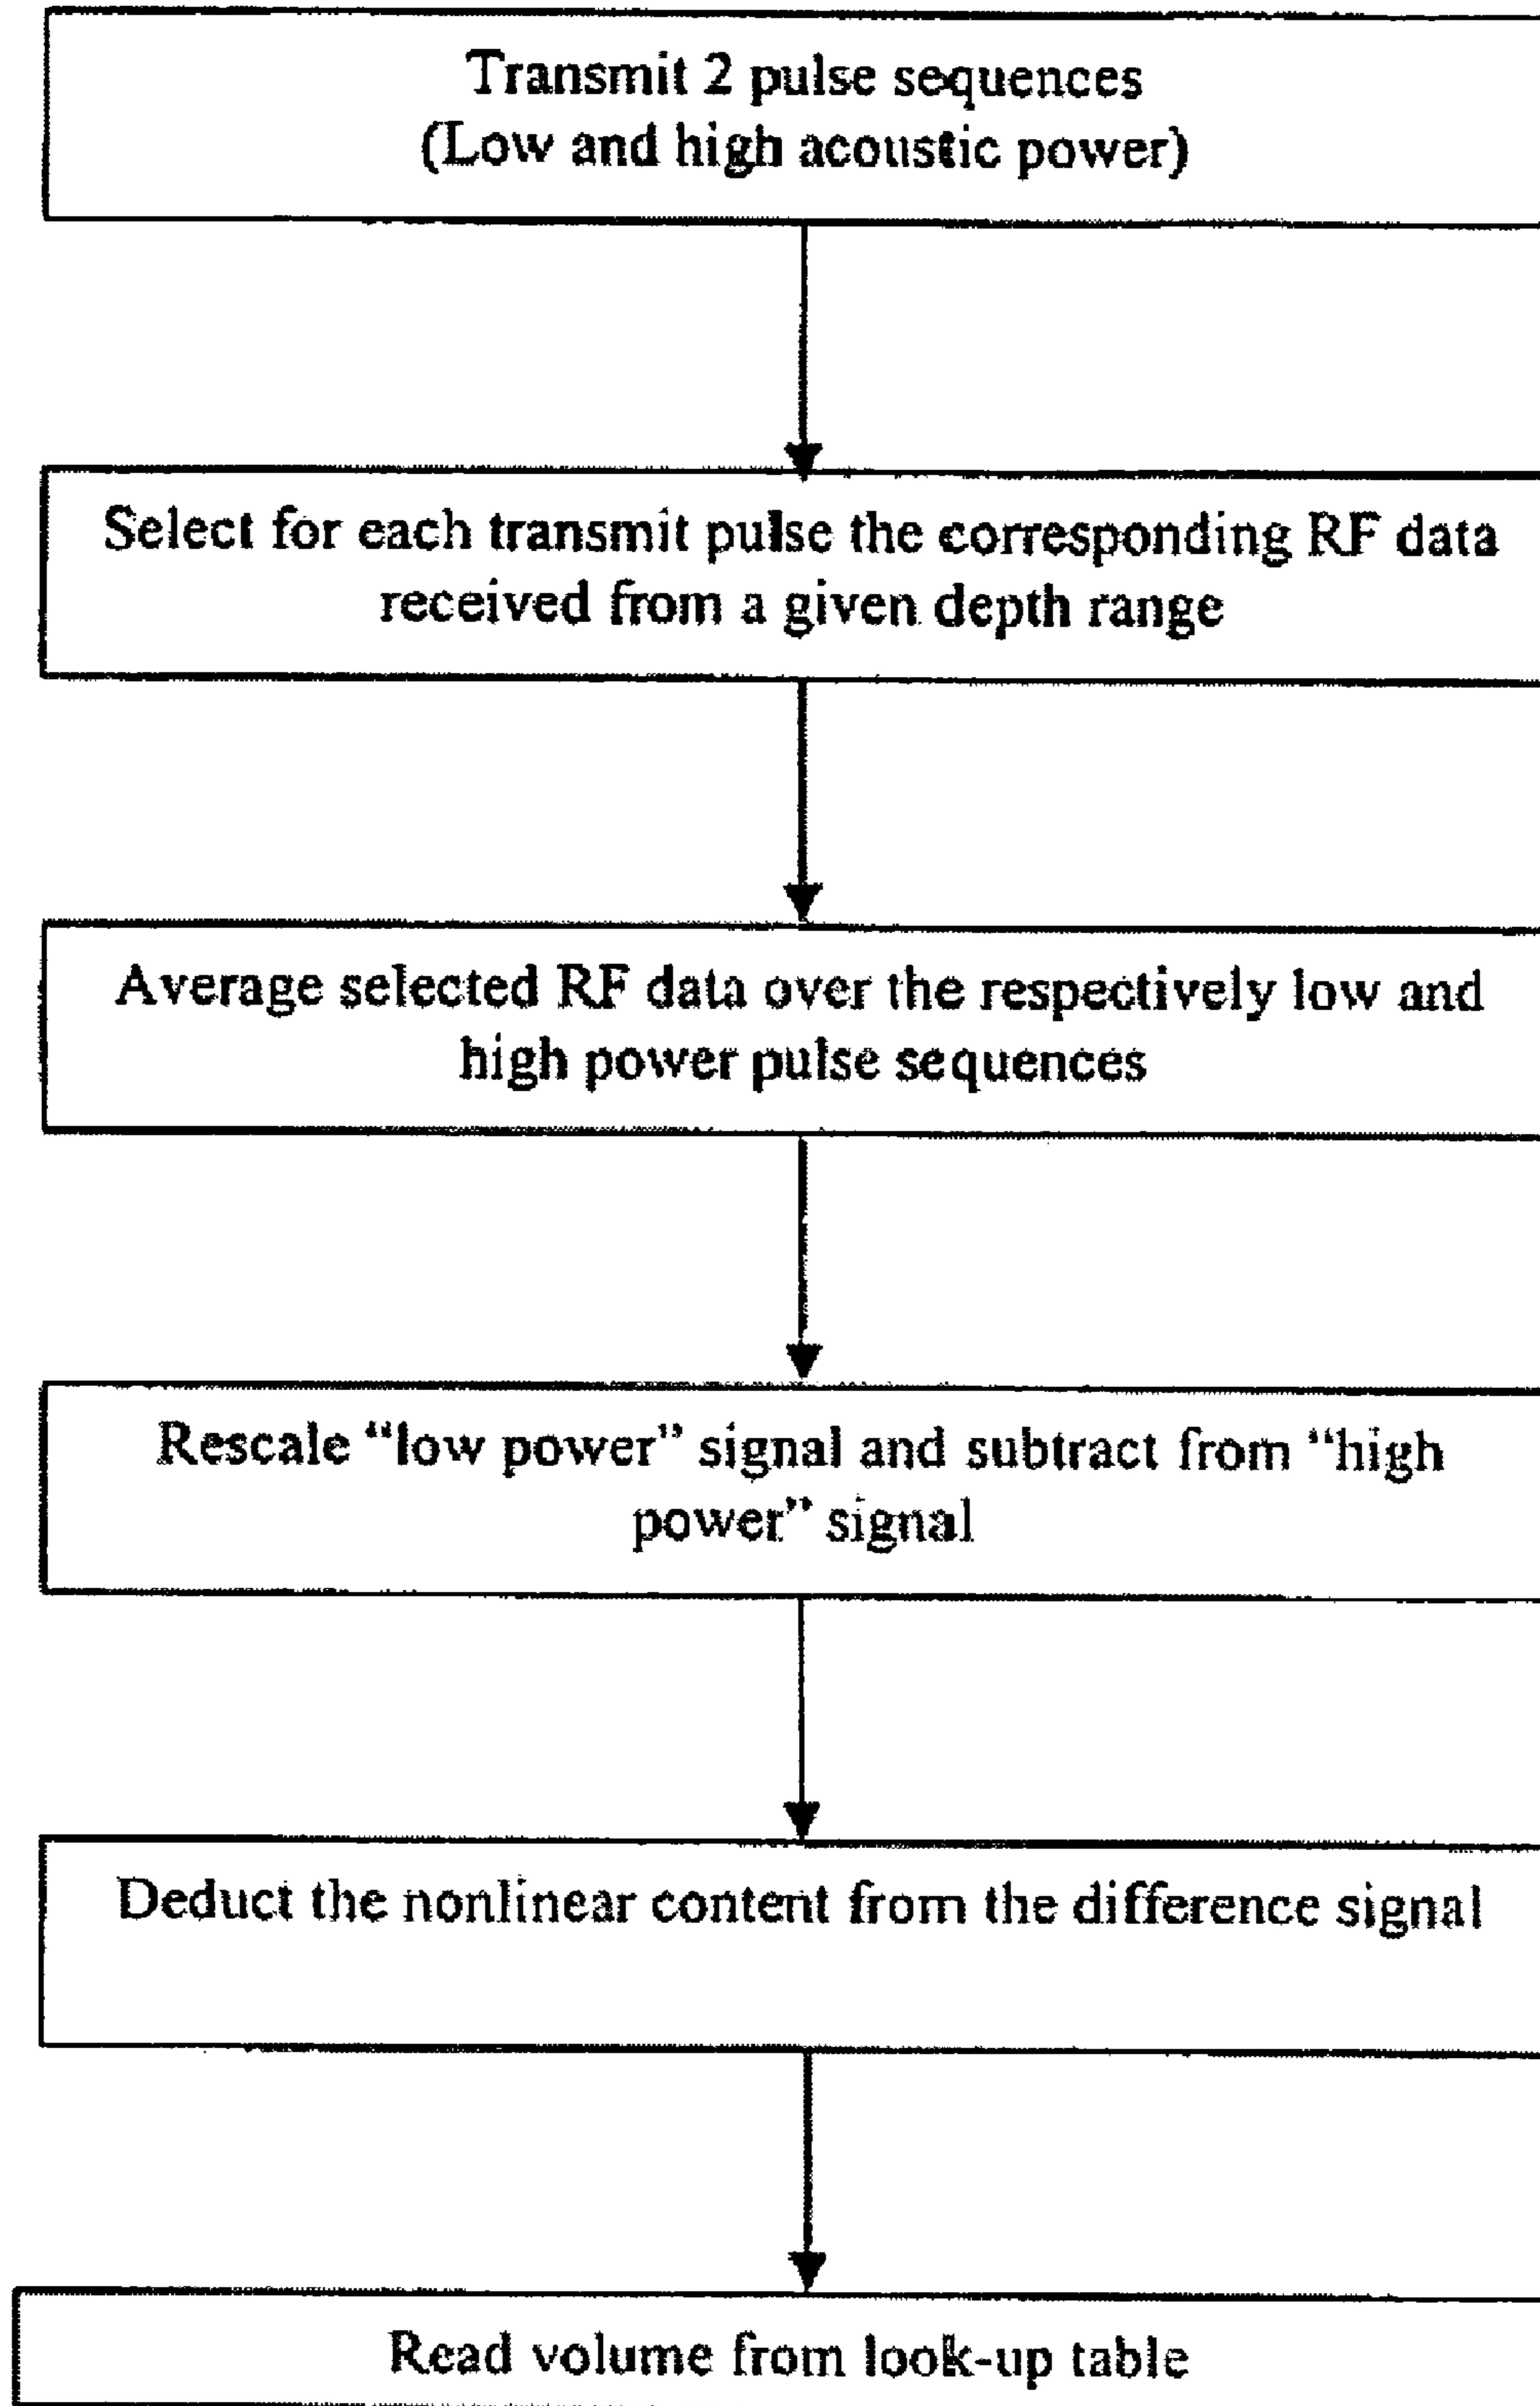 Transmit 2 pulse sequences
(Low and high acoustic power)
Select for each transmit pulse the corresponding RF data
received from a given depth range
Average selected RF data over the respectively low and
high power pulse sequences
Rescale “low power” signal and subtract from “high
power” signal
Deduct the nonlinear content from the difference signal
Read volume from look-up table